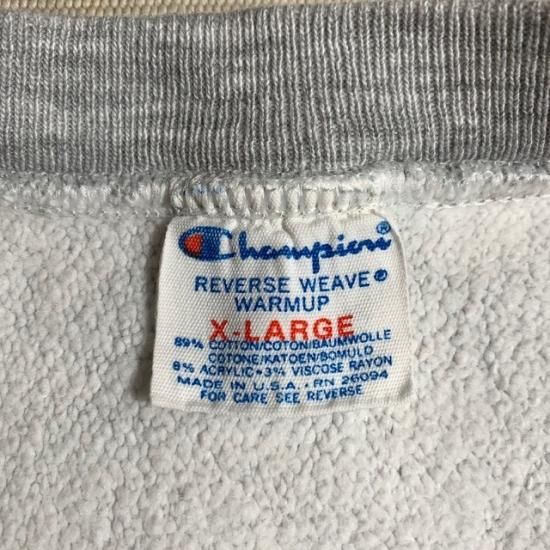 Champion®
REVERSE WEAVE®
WARMUP
X-LARGE
89% COTTON/COTON/BAUMWOLLE
COTONE/KATOEN/BOMULD
8% ACRYLIC • 3% VISCOSE RAYON
MADE IN U.S.A. • RN 26094
FOR CARE SEE REVERSE